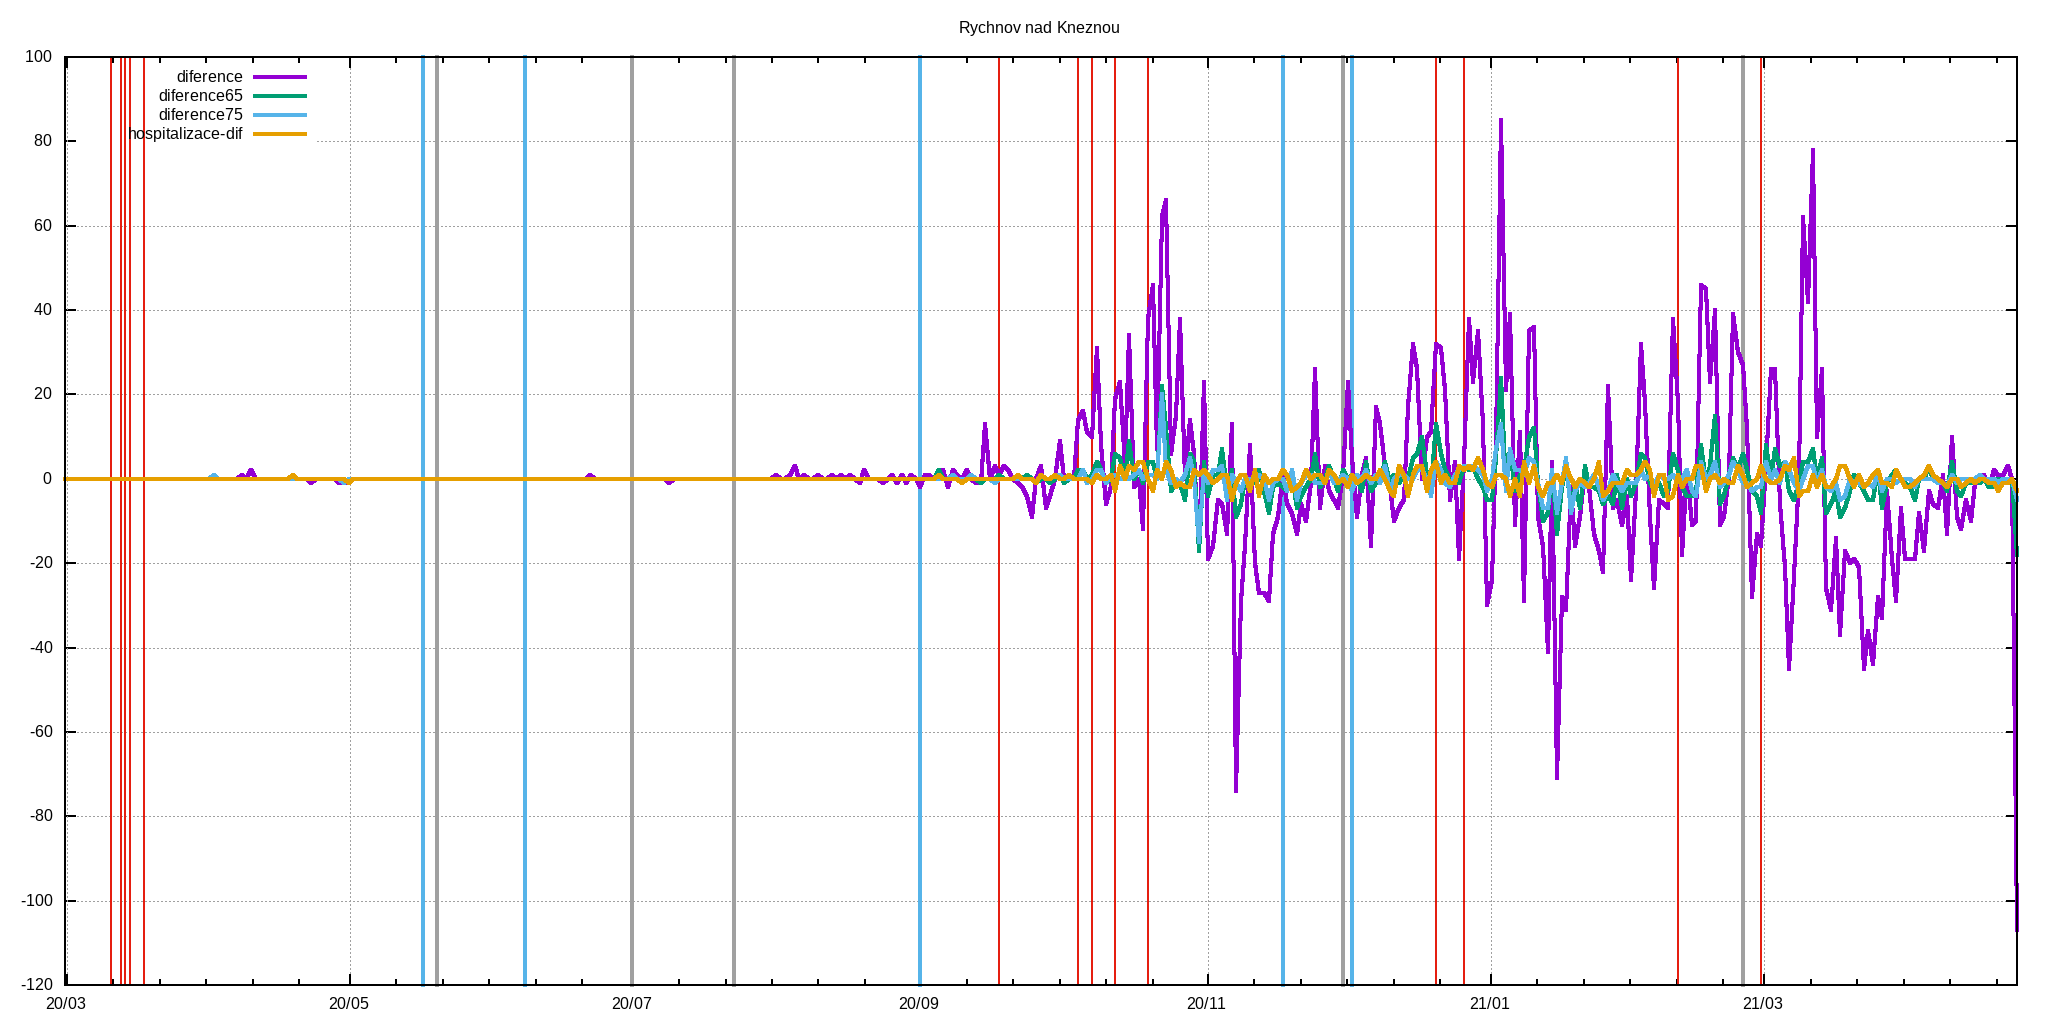 Rychnov nad Kneznou
diference
diference65
diference75
hospitalizace-dif
100
80
60
40
20
0
-20
-40
-60
-80
-100
-120
20/03 20/05 20/07 20/09 20/11 21/01 21/03